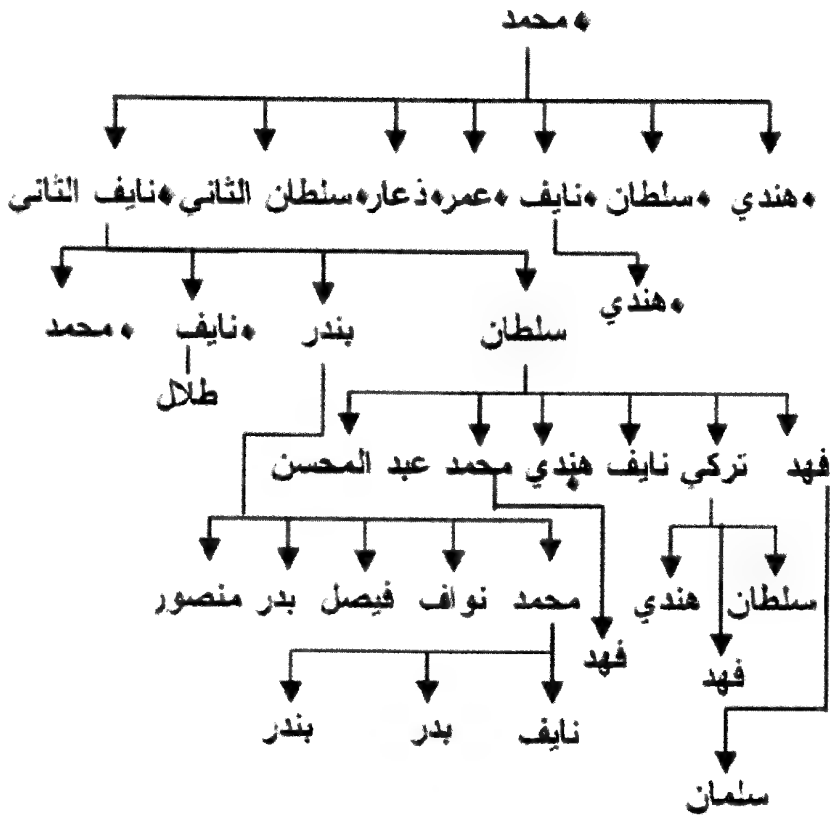 ♦محمد
♦هندي ♦سلطان ♦نايف ♦عمر ♦ذعار ♦سلطان الثاني ♦نايف الثاني
♦هندي
سلطان بندر ♦نايف ♦محمد
طلال
فهد تركي نايف هندي♦ محمد عبد المحسن
سلطان هندي محمد نواف فيصل بدر منصور
فهد
فهد
نايف بدر بندر
سلمان